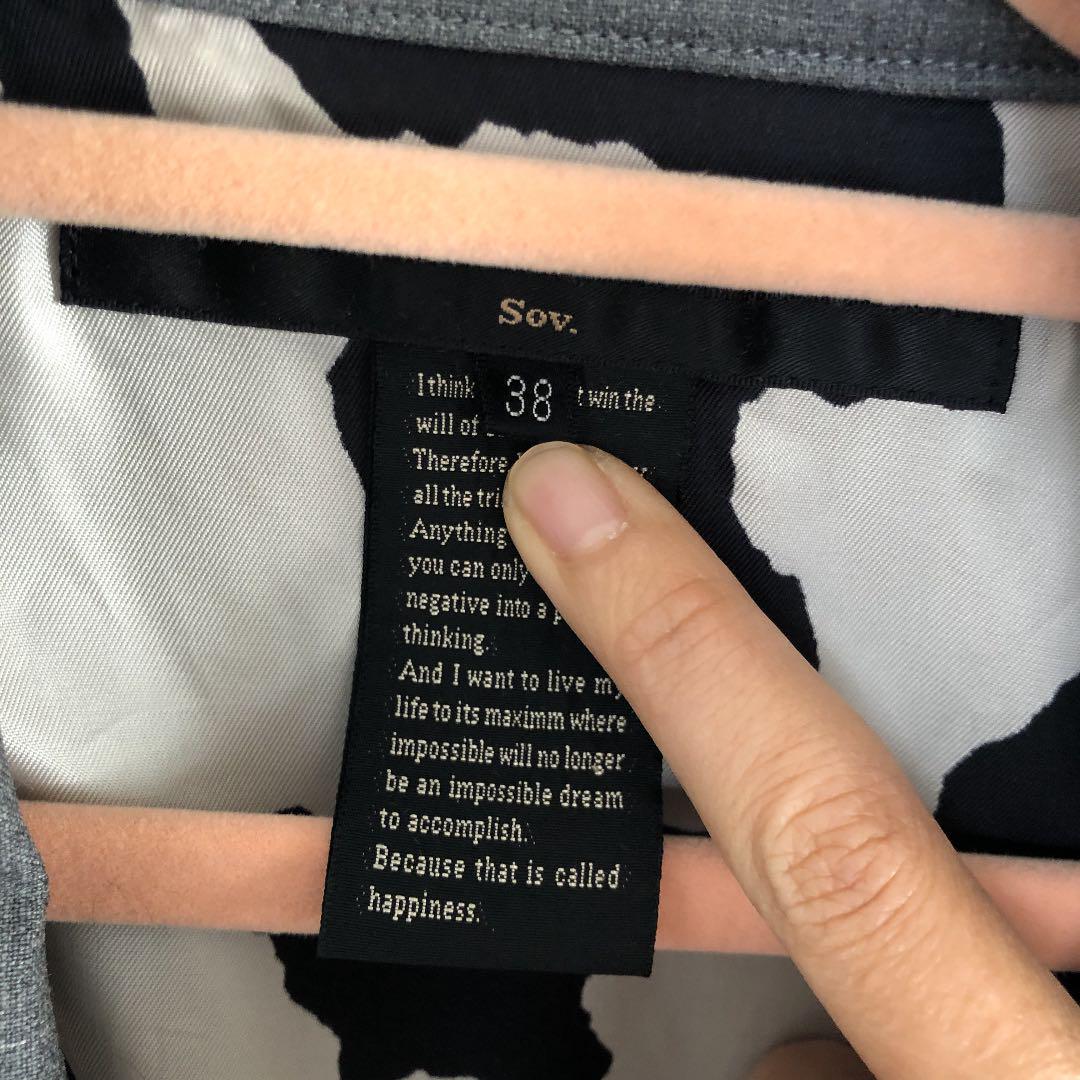 Sov.
38
I think win the
will of
Therefore
all the
Anything
you can only
negative into a
thinking.
And I want to live my
life to its maximm where
impossible will no longer
be an impossible dream
to accomplish.
Because that is called
happiness.